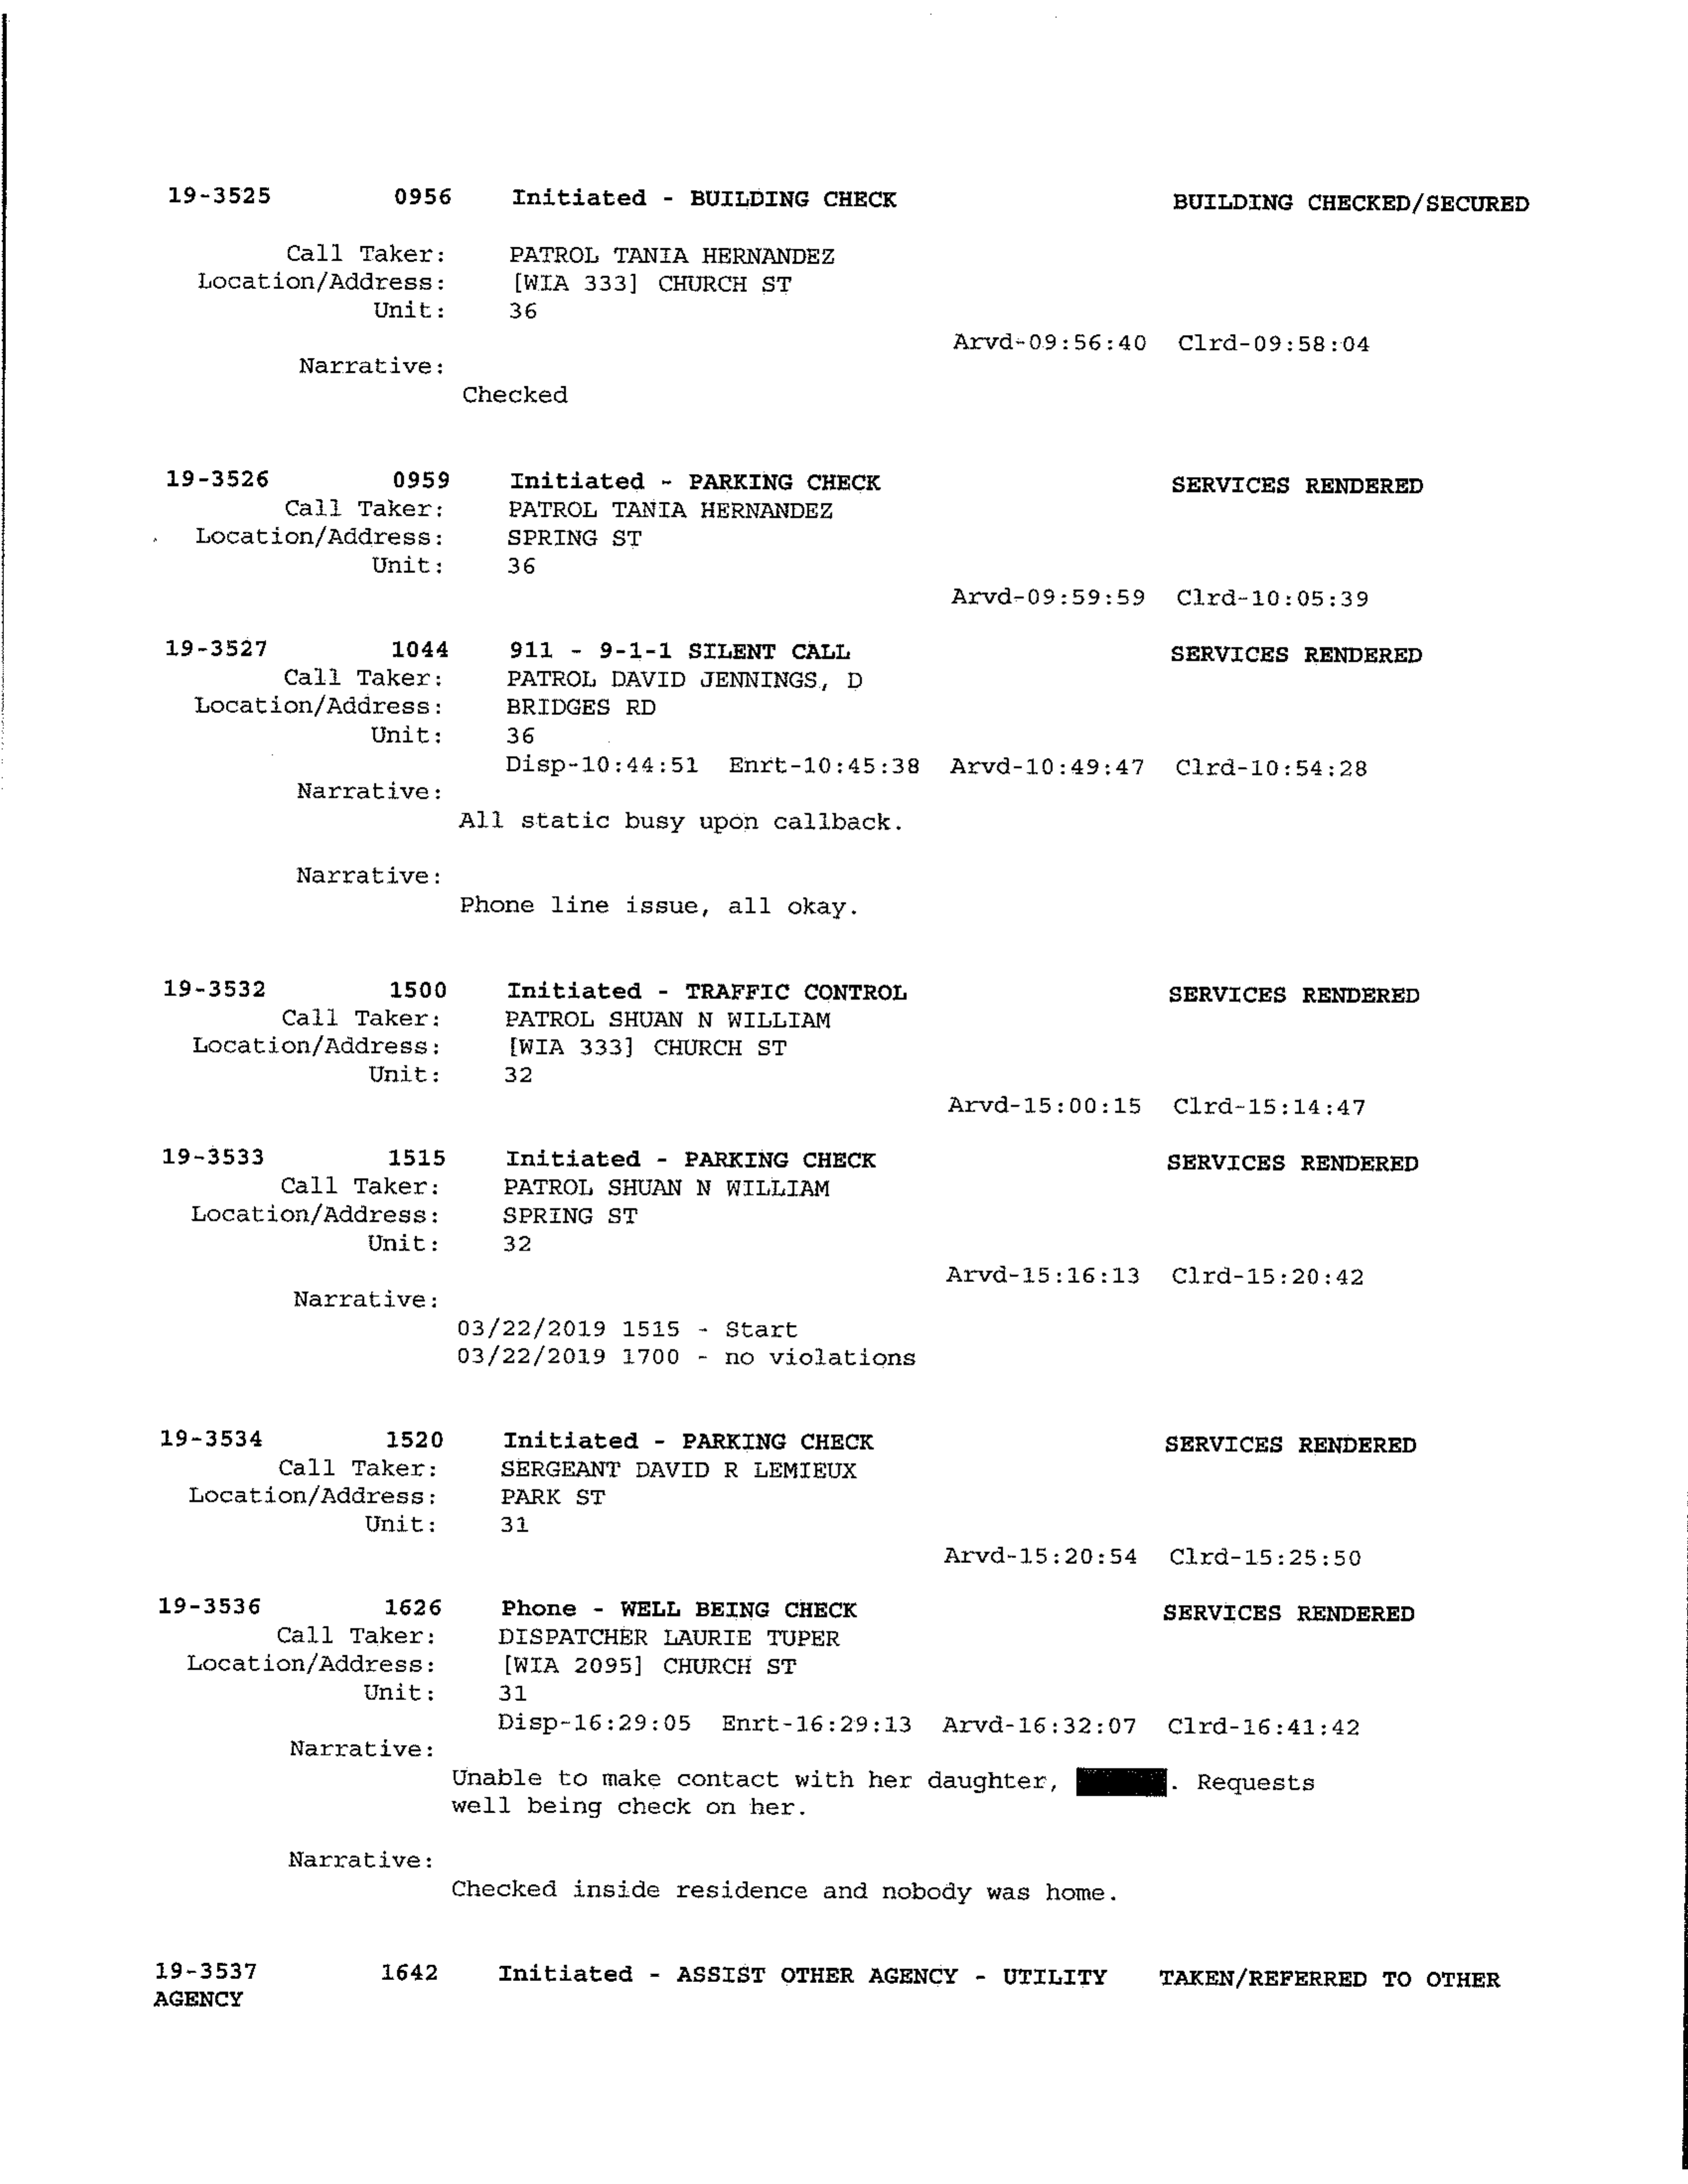 19-3525 0956 Initiated - BUILDING CHECK BUILDING CHECKED/SECURED
Call Taker: PATROL TANIA HERNANDEZ
Location/Address: [WIA 333] CHURCH ST
Unit: 36
Arvd-09:56:40 Clrd-09:58:04
Narrative:
Checked
19-3526 0959 Initiated - PARKING CHECK SERVICES RENDERED
Call Taker: PATROL TANIA HERNANDEZ
Location/Address: SPRING ST
Unit: 36
Arvd-09:59:59 Clrd-10:05:39
19-3527 1044 911 - 9-1-1 SILENT CALL SERVICES RENDERED
Call Taker: PATROL DAVID JENNINGS, D
Location/Address: BRIDGES RD
Unit: 36
Disp-10:44:51 Enrt-10:45:38 Arvd-10:49:47 Clrd-10:54:28
Narrative:
All static busy upon callback.
Narrative:
Phone line issue, all okay.
19-3532 1500 Initiated - TRAFFIC CONTROL SERVICES RENDERED
Call Taker: PATROL SHUAN N WILLIAM
Location/Address: [WIA 333] CHURCH ST
Unit: 32
Arvd-15:00:15 Clrd-15:14:47
19-3533 1515 Initiated - PARKING CHECK SERVICES RENDERED
Call Taker: PATROL SHUAN N WILLIAM
Location/Address: SPRING ST
Unit: 32
Arvd-15:16:13 Clrd-15:20:42
Narrative:
03/22/2019 1515 - Start
03/22/2019 1700 - no violations
19-3534 1520 Initiated - PARKING CHECK SERVICES RENDERED
Call Taker: SERGEANT DAVID R LEMIEUX
Location/Address: PARK ST
Unit: 31
Arvd-15:20:54 Clrd-15:25:50
19-3536 1626 Phone - WELL BEING CHECK SERVICES RENDERED
Call Taker: DISPATCHER LAURIE TUPER
Location/Address: [WIA 2095] CHURCH ST
Unit: 31
Disp-16:29:05 Enrt-16:29:13 Arvd-16:32:07 Clrd-16:41:42
Narrative:
Unable to make contact with her daughter, . Requests
well being check on her.
Narrative:
Checked inside residence and nobody was home.
19-3537 1642 Initiated - ASSIST OTHER AGENCY - UTILITY TAKEN/REFERRED TO OTHER
AGENCY